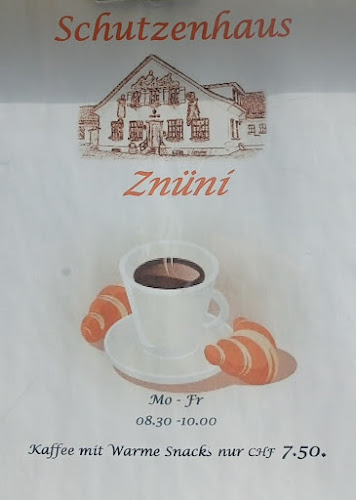 Schutzenhaus
Znüni
Mo - Fr
08.30 -10.00
Kaffee mit Warme Snacks nur CHF 7.50.